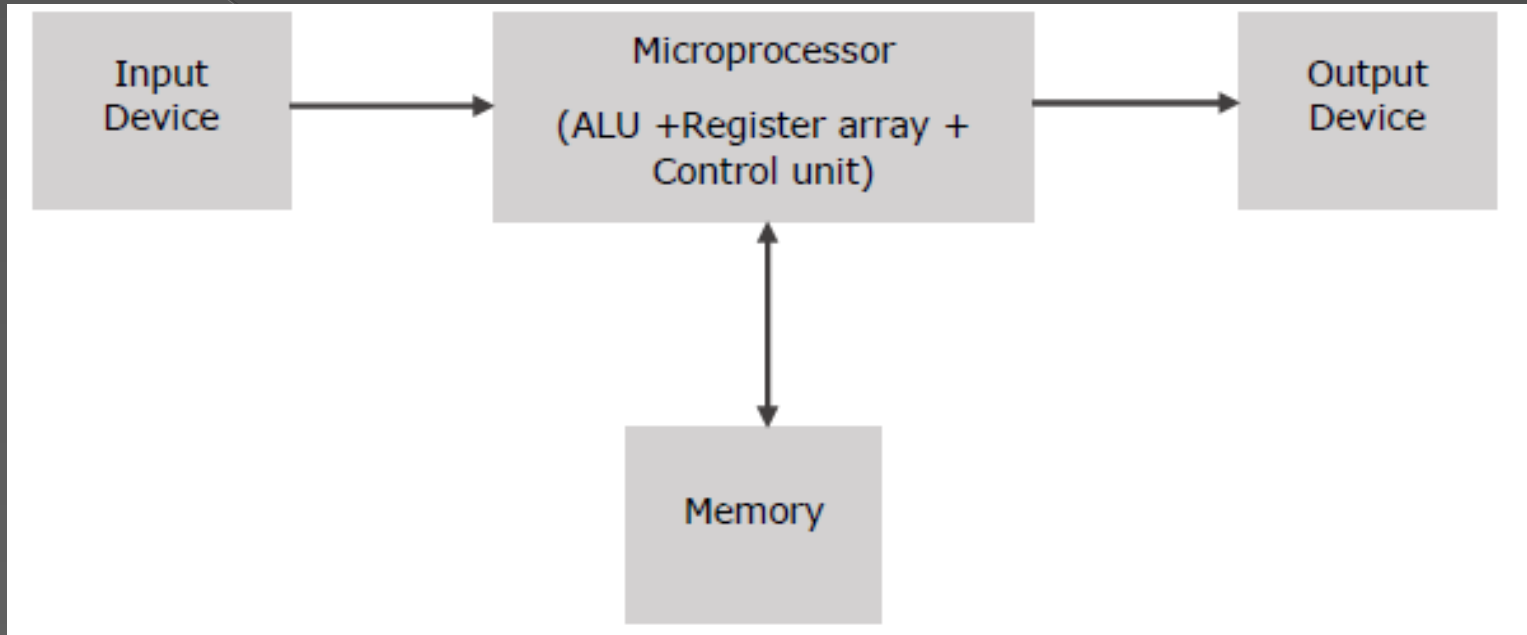 Input
Device
Microprocessor
(ALU +Register array +
Control unit)
Output
Device
Memory